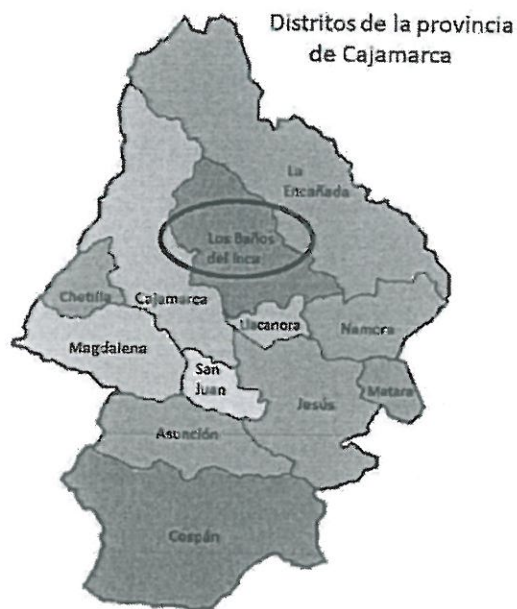 Distritos de la provincia
de Cajamarca
La
Encañada
Los Baños
del Inca
Chetilla
Cajamarca
Llacanora
Namora
Magdalena
San
Juan
Jesús
Matara
Asunción
Cospán